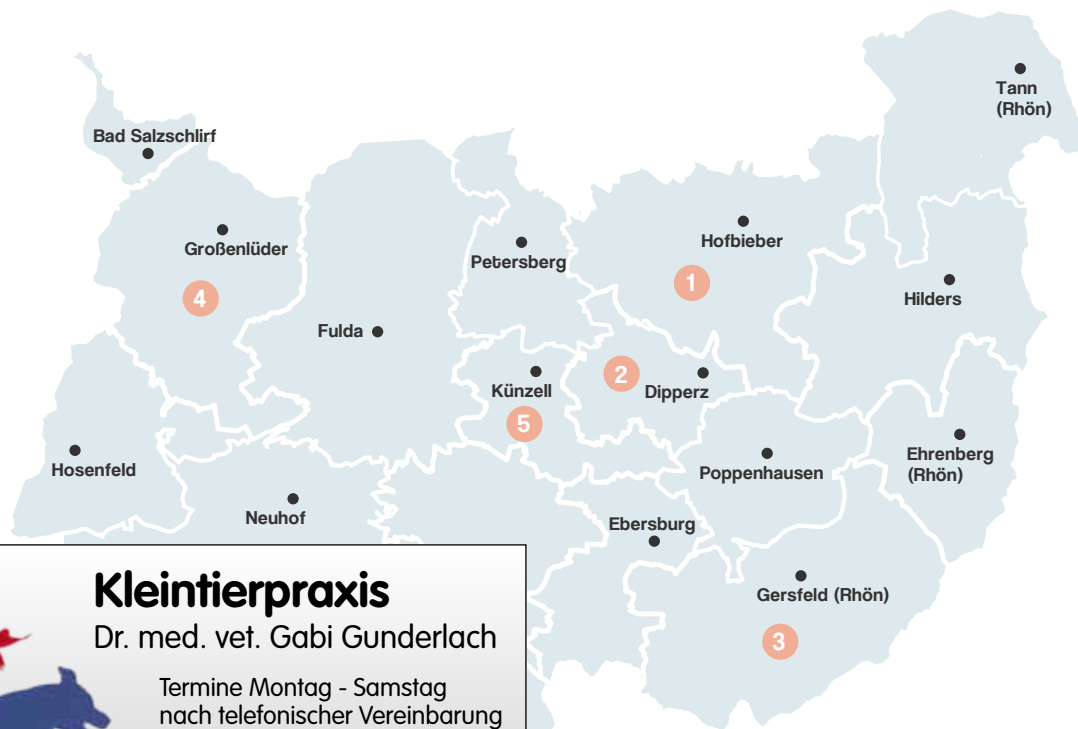 Tann
(Rhön)
Bad Salzschlirf
Großenlüder
Hofbieber
Petersberg
1
4
Hilders
Fulda
2
Künzell
Dipperz
5
Ehrenberg
(Rhön)
Hosenfeld
Poppenhausen
Neuhof
Ebersburg
Gersfeld (Rhön)
3
Kleintierpraxis
Dr. med. vet. Gabi Gunderlach
Termine Montag - Samstag
nach telefonischer Vereinbarung